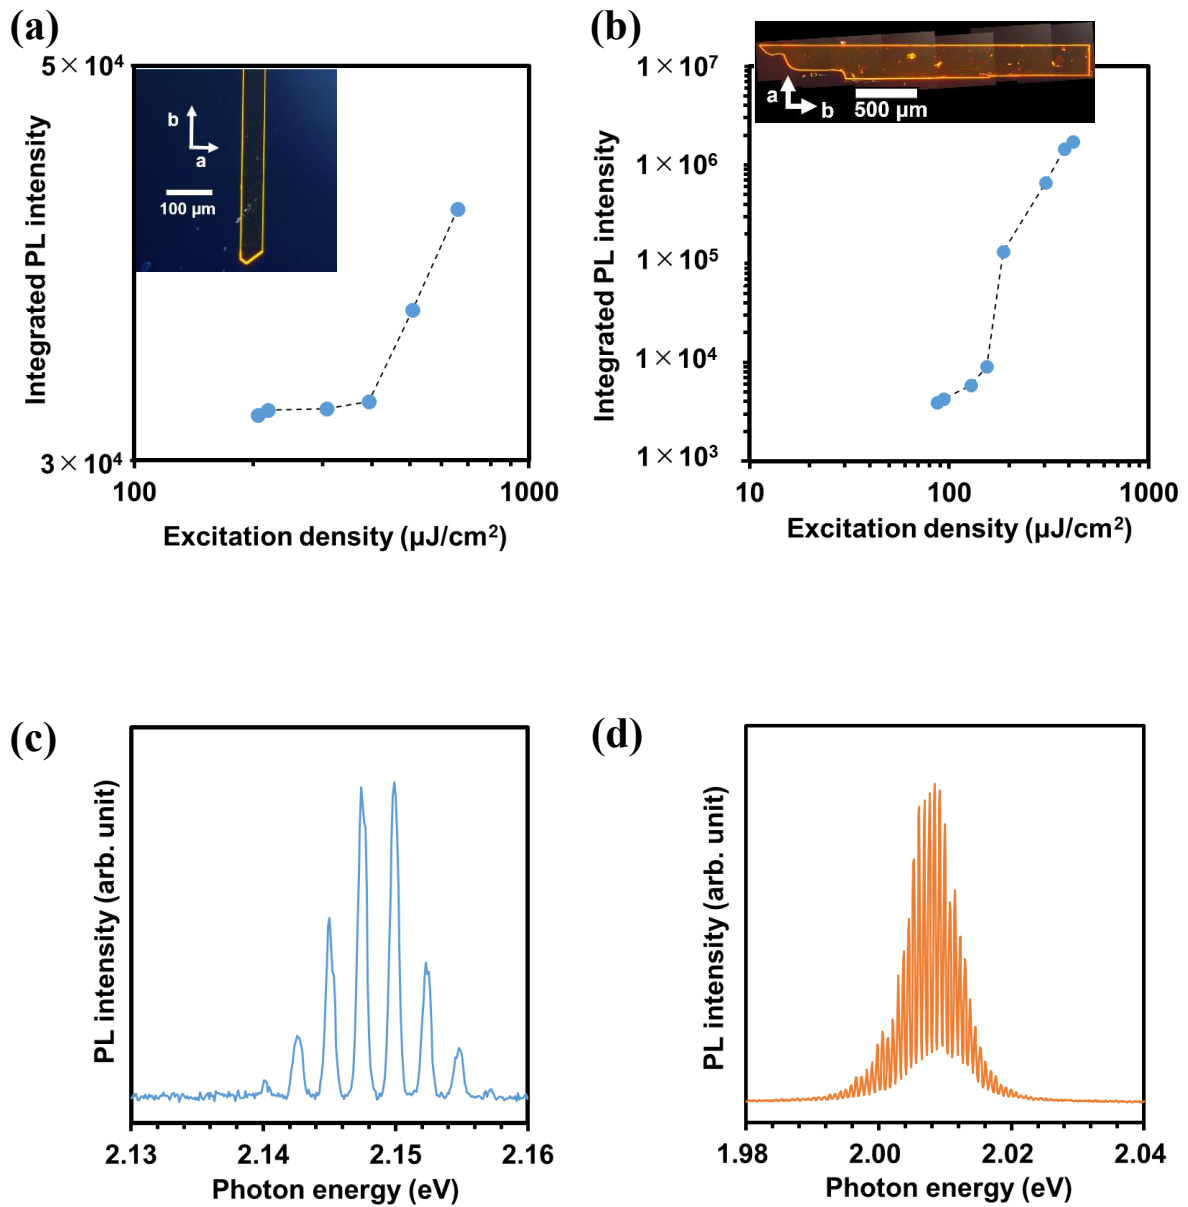 (a)
5×10⁴
Integrated PL intensity
b
a
100 µm
3×10⁴
100
1000
Excitation density (µJ/cm²)
(b)
1×10⁷
a
b
500 µm
Integrated PL intensity
1×10⁶
1×10⁵
1×10⁴
1×10³
10
100
1000
Excitation density (µJ/cm²)
(c)
PL intensity (arb. unit)
2.13
2.14
2.15
2.16
Photon energy (eV)
(d)
PL intensity (arb. unit)
1.98
2.00
2.02
2.04
Photon energy (eV)